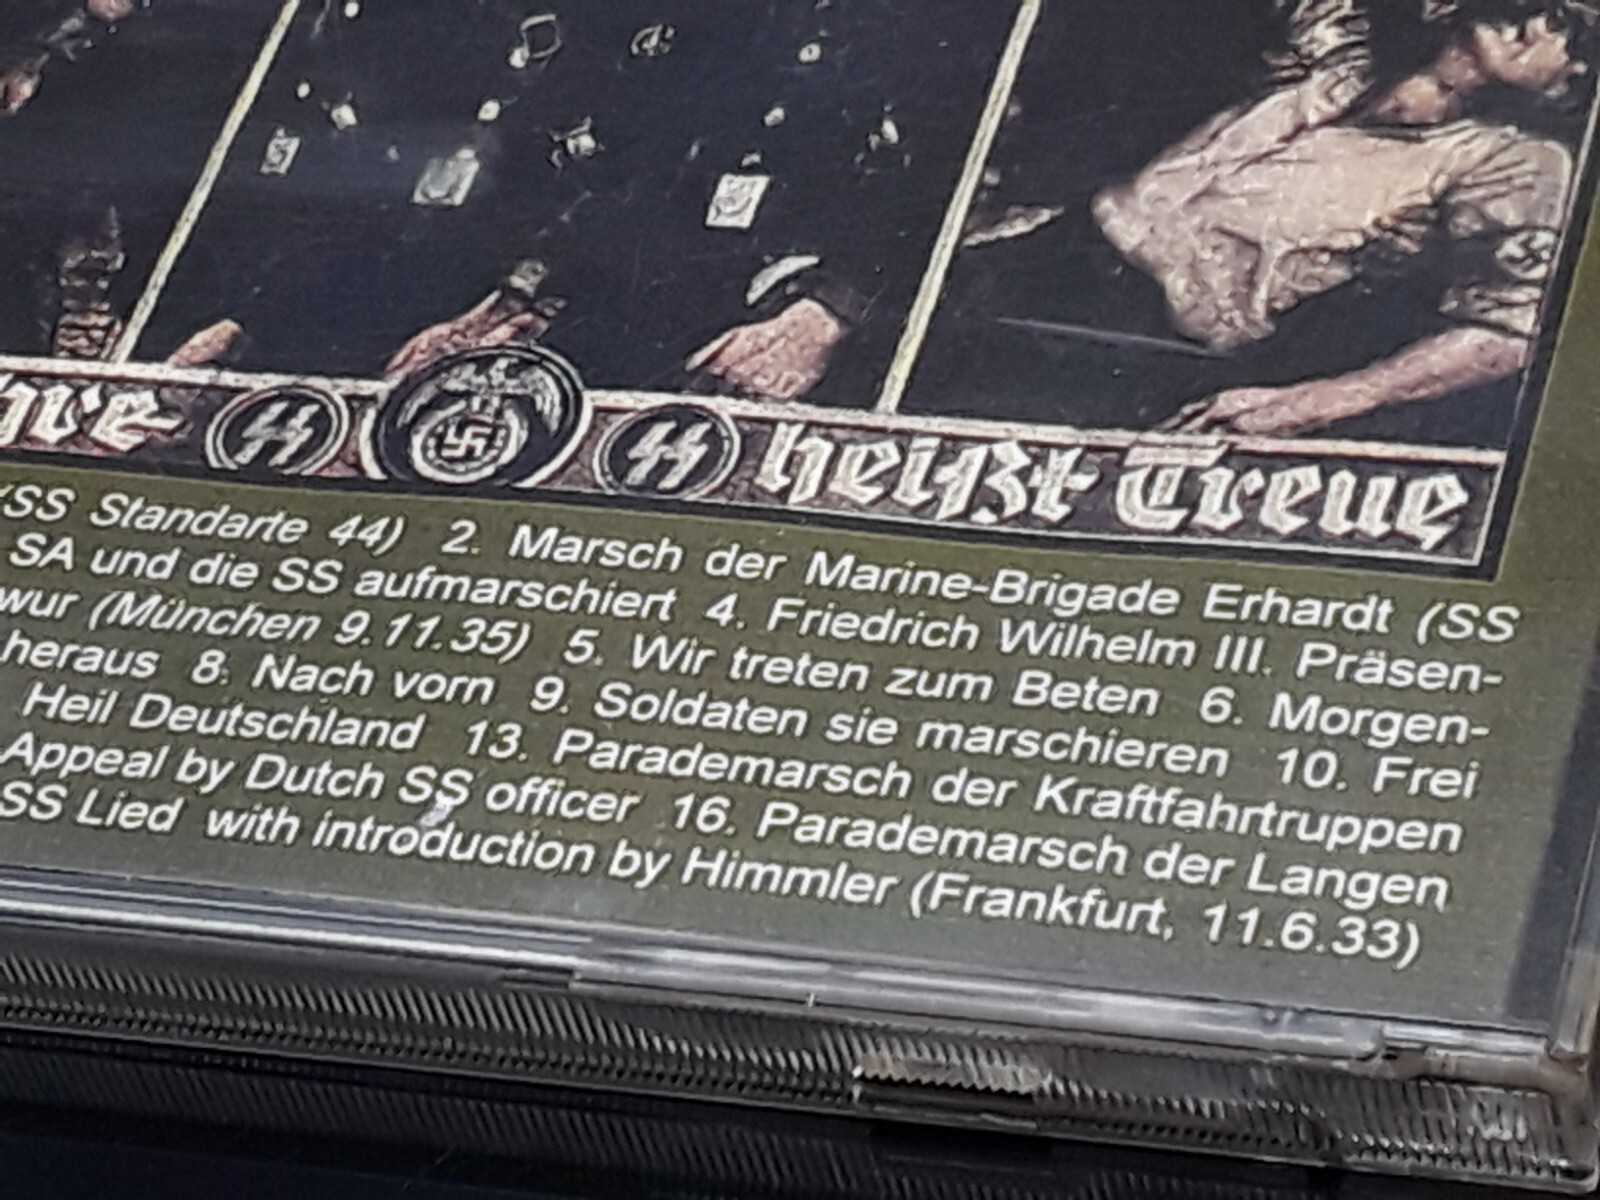 heißt Treue
(SS Standarte 44) 2. Marsch der Marine-Brigade Erhardt (SS
SA und die SS aufmarschiert 4. Friedrich Wilhelm III. Präsen-
wur (München 9.11.35) 5. Wir treten zum Beten 6. Morgen-
heraus 8. Nach vorn 9. Soldaten sie marschieren 10. Frei
Heil Deutschland 13. Parademarsch der Kraftfahrtruppen
Appeal by Dutch SS officer 16. Parademarsch der Langen
SS Lied with introduction by Himmler (Frankfurt, 11.6.33)